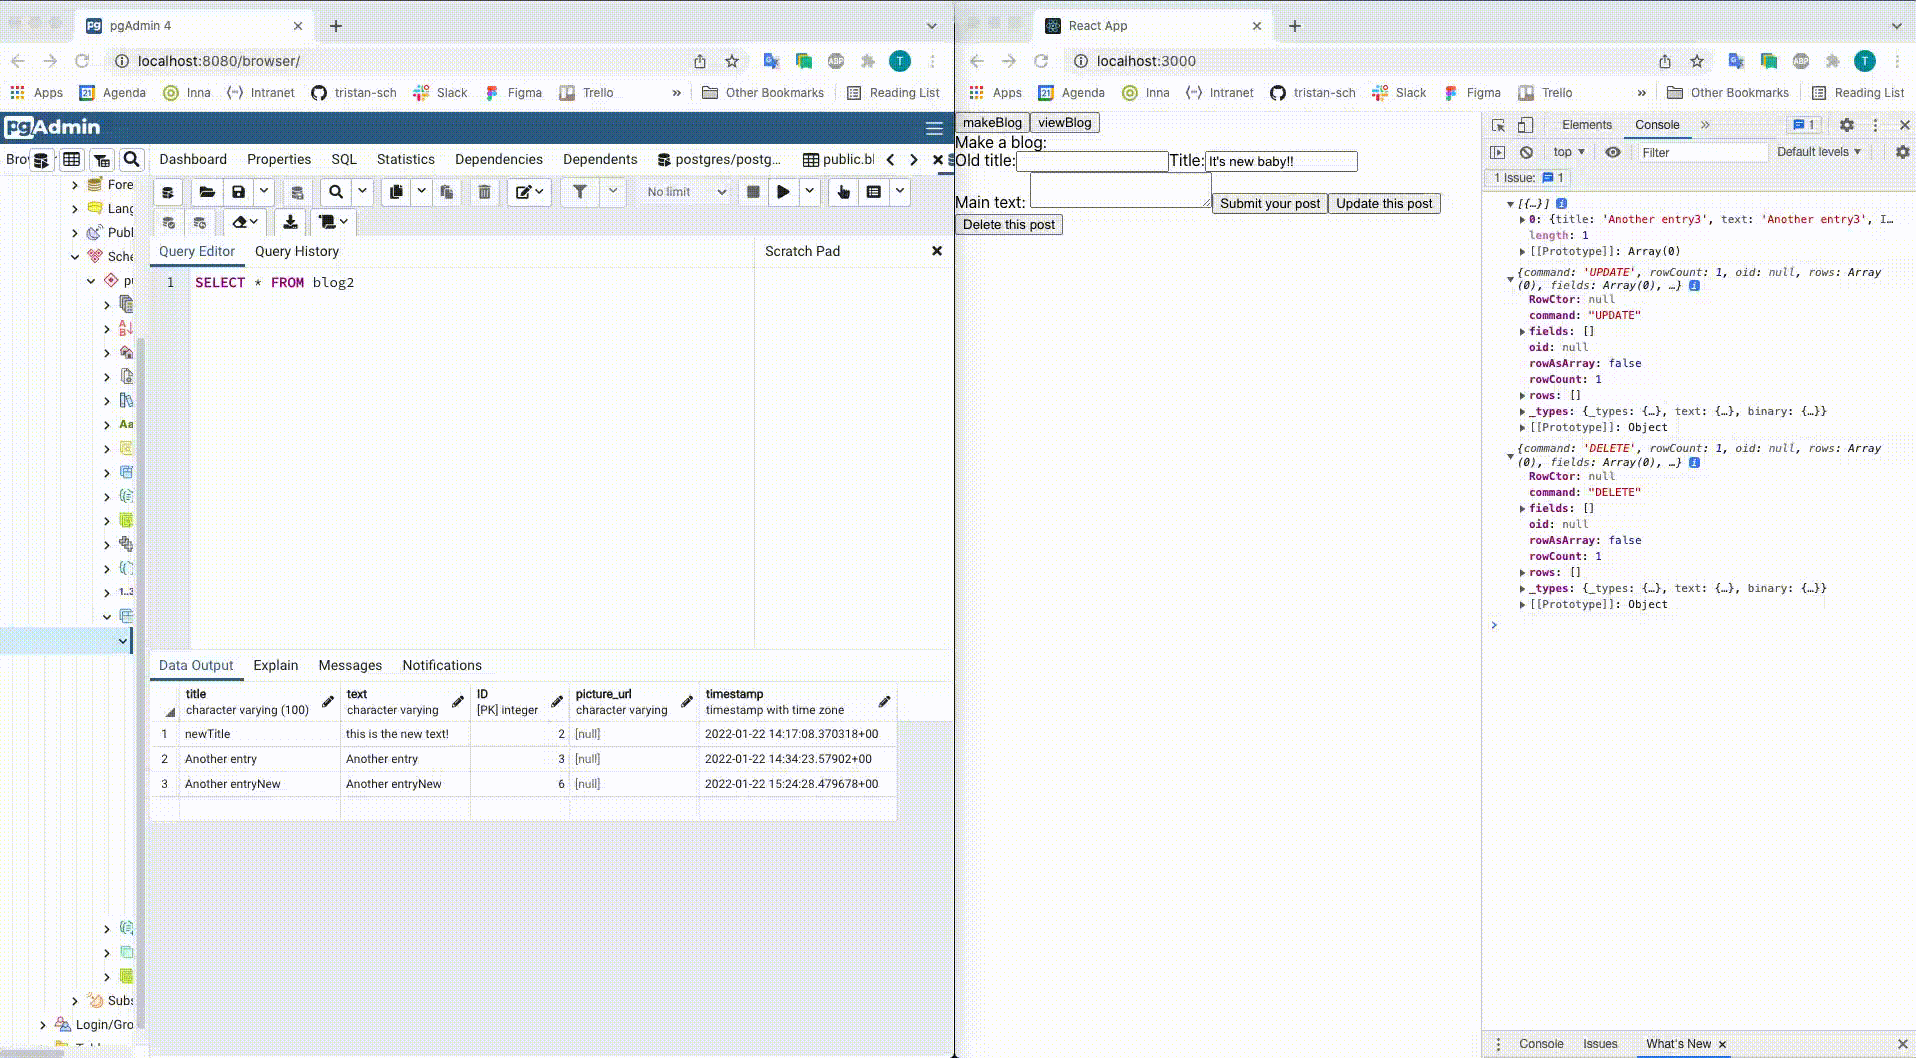 pgAdmin 4
localhost:8080/browser/
Apps Agenda Inna Intranet tristan-sch Slack Figma Trello » Other Bookmarks Reading List
pgAdmin
Brow Dashboard Properties SQL Statistics Dependencies Dependents postgres/postg... public.bl
No limit
Fore
Lang
Publ
Sche
Query Editor Query History Scratch Pad
1 SELECT * FROM blog2
1..3
Subs
Login/Gro
Data Output Explain Messages Notifications
title text ID picture_url timestamp
character varying (100) character varying [PK] integer character varying timestamp with time zone
1 newTitle this is the new text! 2 [null] 2022-01-22 14:17:08.370318+00
2 Another entry Another entry 3 [null] 2022-01-22 14:34:23.57902+00
3 Another entryNew Another entryNew 6 [null] 2022-01-22 15:24:28.479678+00
React App
localhost:3000
Apps Agenda Inna Intranet tristan-sch Slack Figma Trello » Other Bookmarks Reading List
makeBlog viewBlog
Make a blog:
Old title: Title: It's new baby!!
Main text: Submit your post Update this post
Delete this post
Elements Console » 1
top Filter Default levels
1 Issue: 1
[{…}]
0: {title: 'Another entry3', text: 'Another entry3', I…
length: 1
[[Prototype]]: Array(0)
{command: 'UPDATE', rowCount: 1, oid: null, rows: Array
(0), fields: Array(0), …}
RowCtor: null
command: "UPDATE"
fields: []
oid: null
rowAsArray: false
rowCount: 1
rows: []
_types: {_types: {…}, text: {…}, binary: {…}}
[[Prototype]]: Object
{command: 'DELETE', rowCount: 1, oid: null, rows: Array
(0), fields: Array(0), …}
RowCtor: null
command: "DELETE"
fields: []
oid: null
rowAsArray: false
rowCount: 1
rows: []
_types: {_types: {…}, text: {…}, binary: {…}}
[[Prototype]]: Object
Console Issues What's New